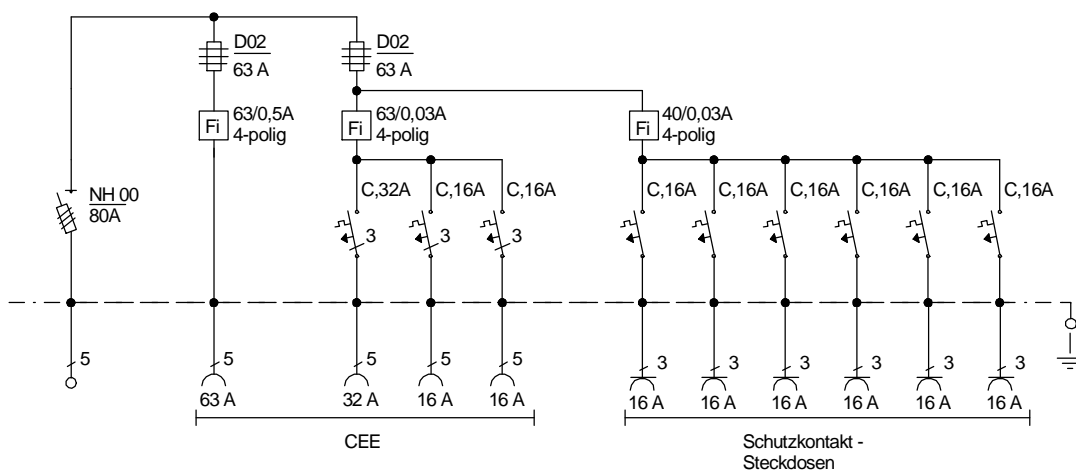 D02
63 A
D02
63 A
63/0,5A
4-polig
Fi
63/0,03A
4-polig
Fi
40/0,03A
4-polig
Fi
NH 00
80A
C,32A
C,16A
C,16A
C,16A
C,16A
C,16A
C,16A
C,16A
C,16A
3
3
3
5
5
5
5
5
3
3
3
3
3
3
63 A
32 A
16 A
16 A
16 A
16 A
16 A
16 A
16 A
16 A
CEE
Schutzkontakt -
Steckdosen